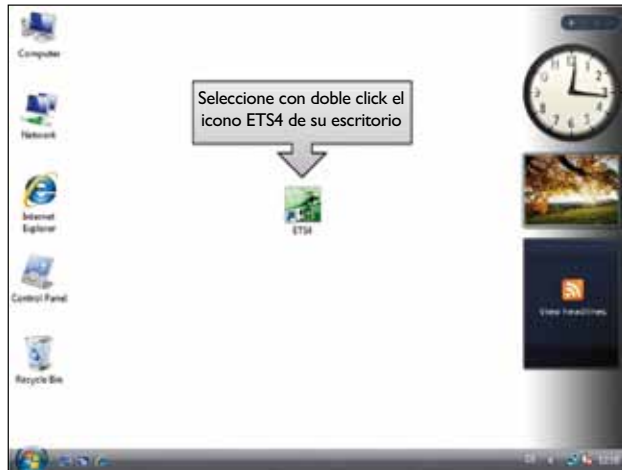 Computer
Network
Internet
Explorer
Control Panel
Recycle Bin
Seleccione con doble click el
icono ETS4 de su escritorio
ETS4
View headlines